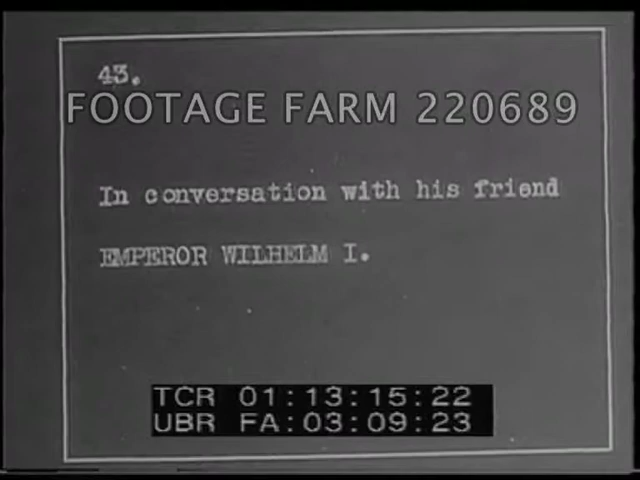 43.
FOOTAGE FARM 220689
In conversation with his friend
EMPEROR WILHELM I.
TCR 01:13:15:22
UBR FA:03:09:23